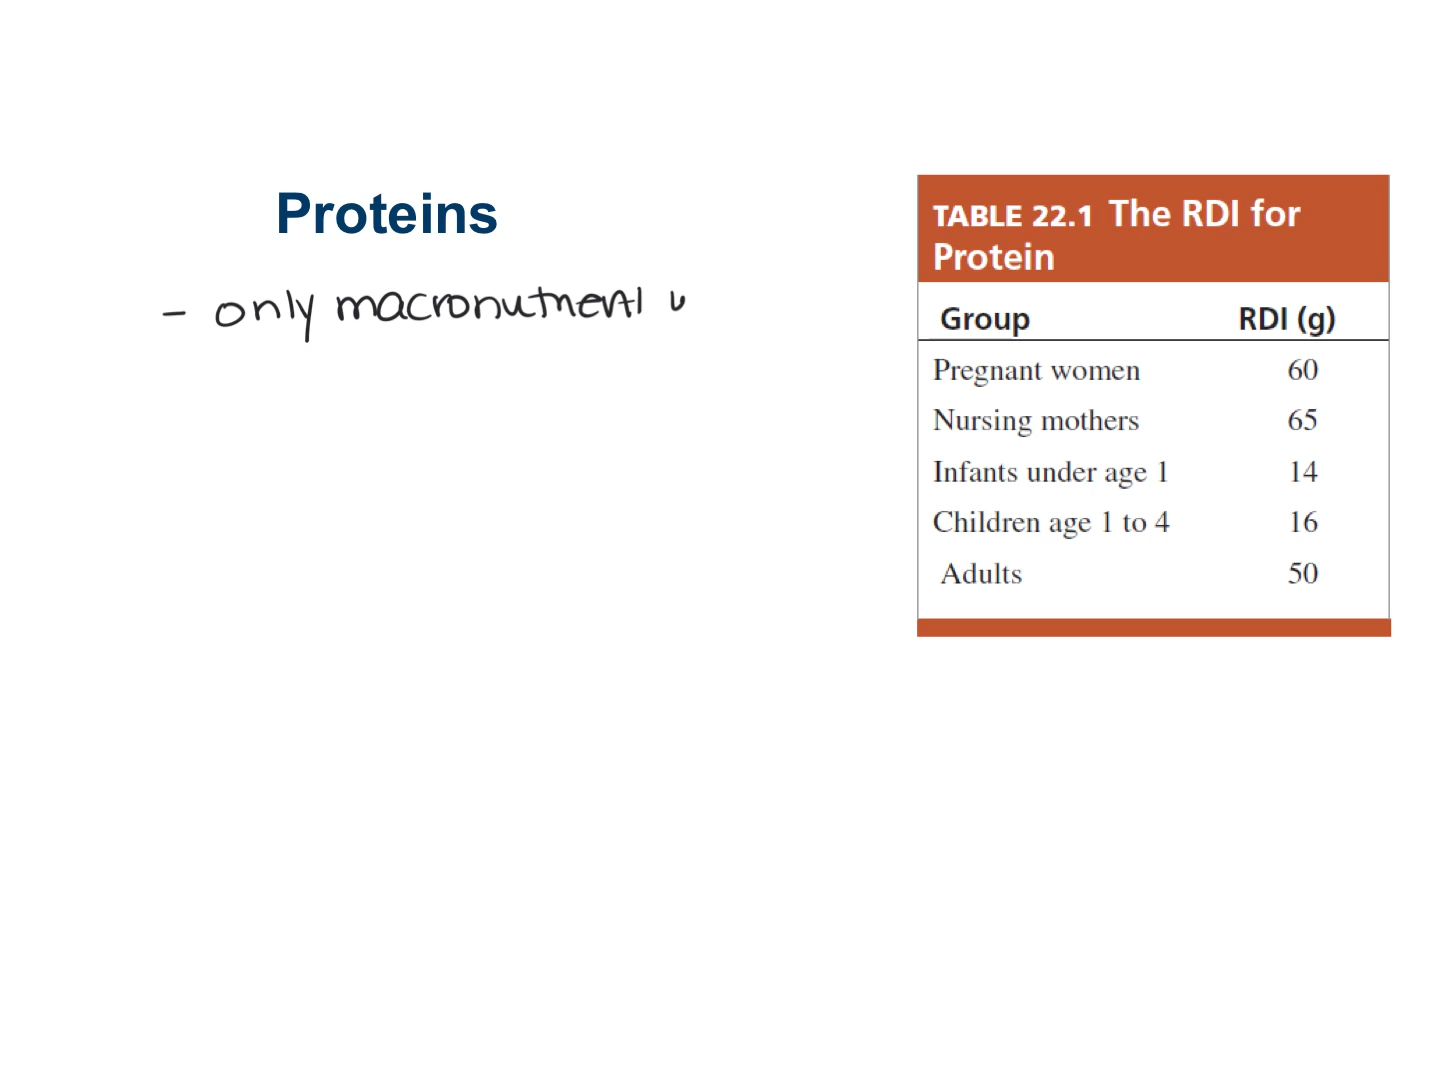 Proteins
- only macronutrient
TABLE 22.1 The RDI for
Protein
Group RDI (g)
Pregnant women 60
Nursing mothers 65
Infants under age 1 14
Children age 1 to 4 16
Adults 50